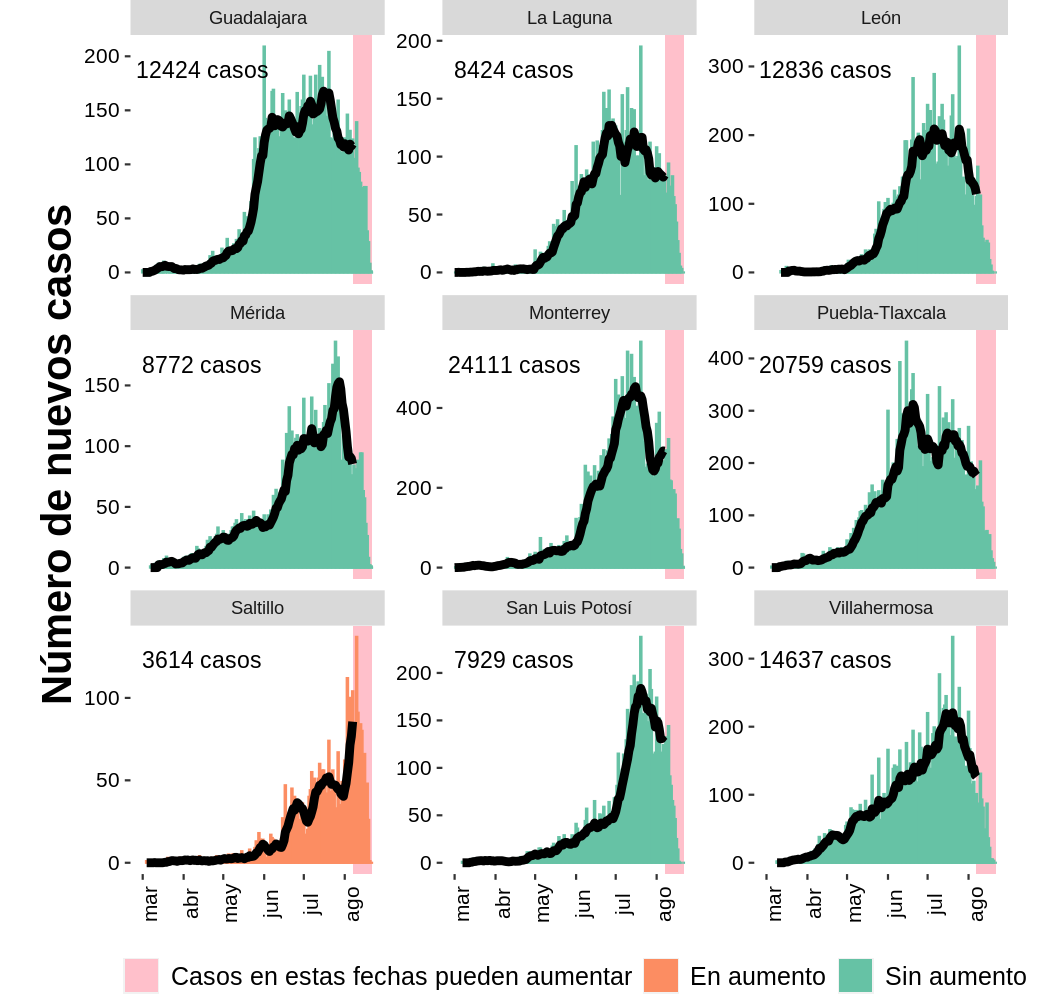 Número de nuevos casos
Guadalajara
La Laguna
León
200
150
100
50
0
12424 casos
200
150
100
50
0
8424 casos
300
200
100
0
12836 casos
Mérida
Monterrey
Puebla-Tlaxcala
150
100
50
0
8772 casos
400
200
0
24111 casos
400
300
200
100
0
20759 casos
Saltillo
San Luis Potosí
Villahermosa
100
50
0
3614 casos
200
150
100
50
0
7929 casos
300
200
100
0
14637 casos
mar abr may jun jul ago
mar abr may jun jul ago
mar abr may jun jul ago
Casos en estas fechas pueden aumentar
En aumento
Sin aumento